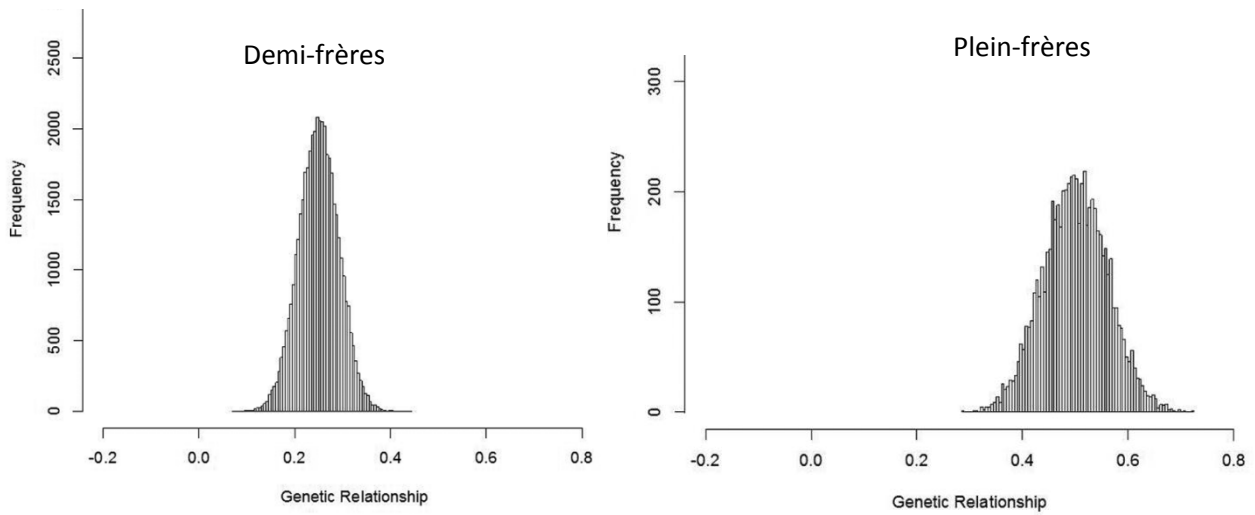 Demi-frères
Frequency
0
500
1000
1500
2000
2500
-0.2 0.0 0.2 0.4 0.6 0.8
Genetic Relationship
Plein-frères
Frequency
0
100
200
300
-0.2 0.0 0.2 0.4 0.6 0.8
Genetic Relationship